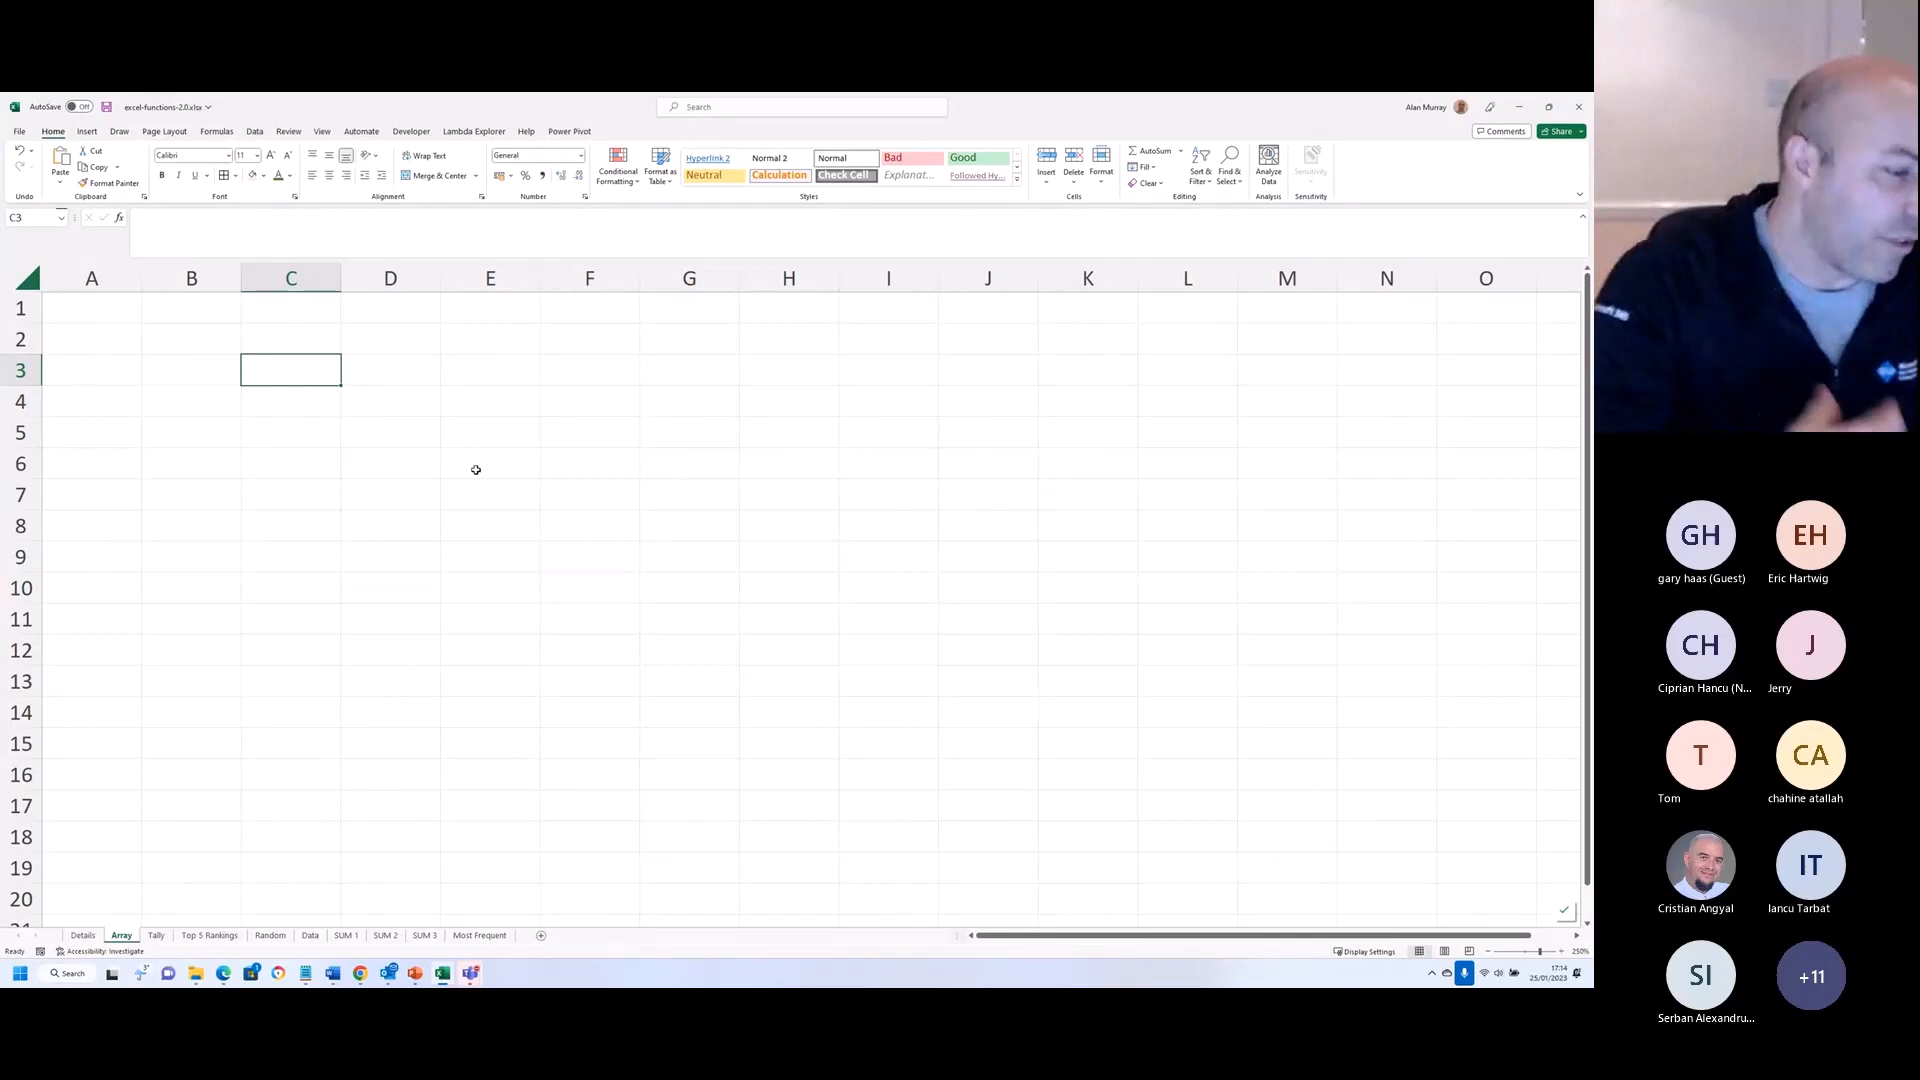 AutoSave Off excel-functions-2.0.xlsx Search Alan Murray
File Home Insert Draw Page Layout Formulas Data Review View Automate Developer Lambda Explorer Help Power Pivot Comments Share
Paste Cut Copy Format Painter
Calibri 11 A A
B I U A
Wrap Text
Merge & Center
General
%
Conditional Formatting Format as Table
Hyperlink 2 Normal 2 Normal Bad Good
Neutral Calculation Check Cell Explanat... Followed Hy...
Insert Delete Format
AutoSum
Fill
Clear
Sort & Filter Find & Select
Analyze Data
Sensitivity
Undo Clipboard Font Alignment Number Styles Cells Editing Analysis Sensitivity
C3 fx
A B C D E F G H I J K L M N O
1
2
3
4
5
6
7
8
9
10
11
12
13
14
15
16
17
18
19
20
Details Array Tally Top 5 Rankings Random Data SUM 1 SUM 2 SUM 3 Most Frequent
Ready Accessibility: Investigate Display Settings 250%
Search 3° 17:14
25/01/2023
GH EH
gary haas (Guest) Eric Hartwig
CH J
Ciprian Hancu (N... Jerry
T CA
Tom chahine atallah
IT
Cristian Angyal Iancu Tarbat
SI +11
Serban Alexandru...